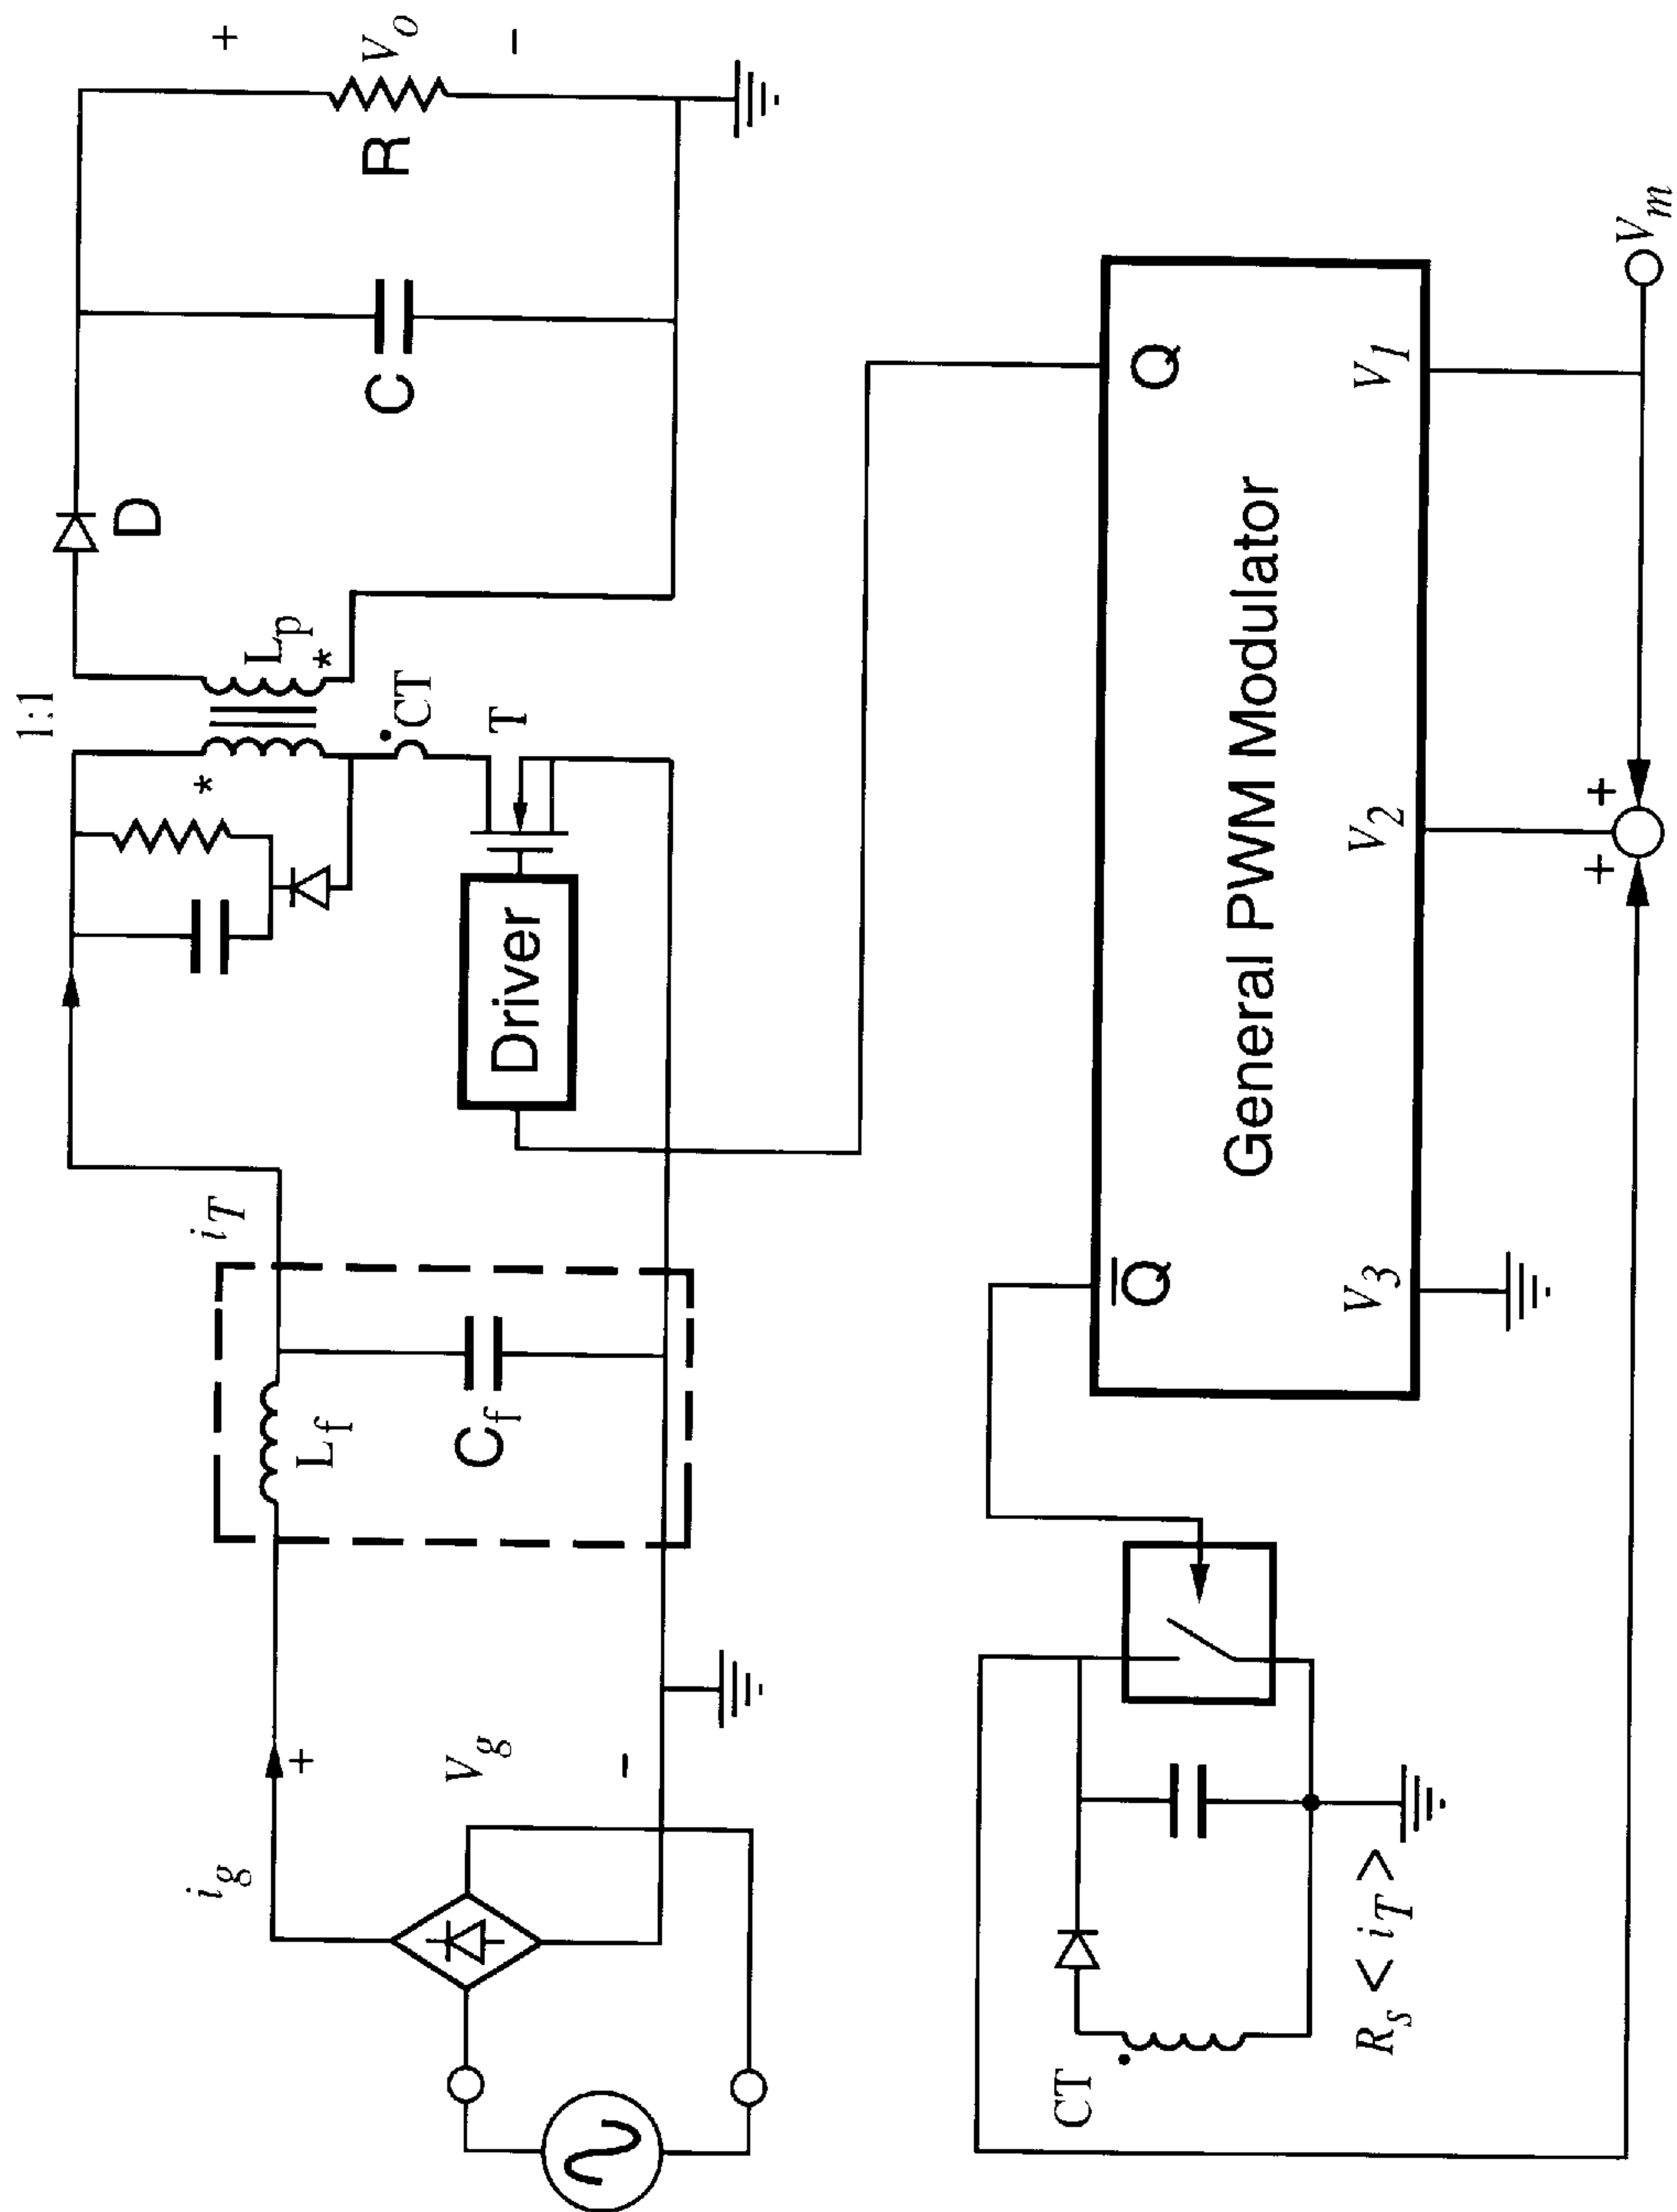 1:1
i_g
+
V_g
-
L_f
C_f
i_T
*
L_p
*
CT
T
Driver
D
C
R
+
V_o
-
CT
R_s < i_T >
Q̅
Q
General PWM Modulator
V_3
V_2
V_1
+
+
V_m